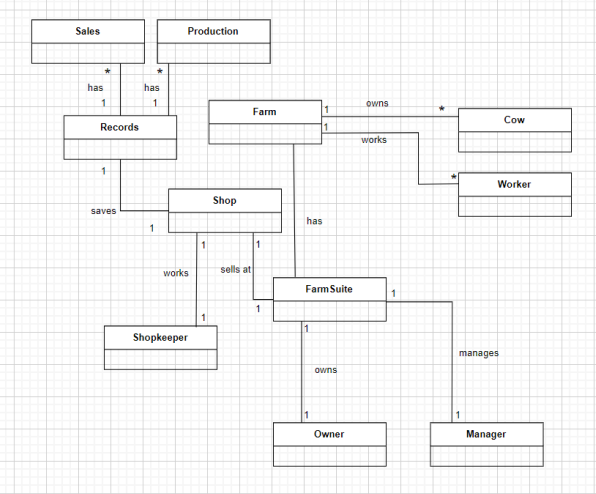 Sales
Production
*
*
has
has
1
1
Farm
1
owns
*
Cow
Records
1
works
1
*
Worker
Shop
saves
1
has
1
1
works
sells at
FarmSuite
1
1
1
Shopkeeper
1
manages
owns
1
1
Owner
Manager